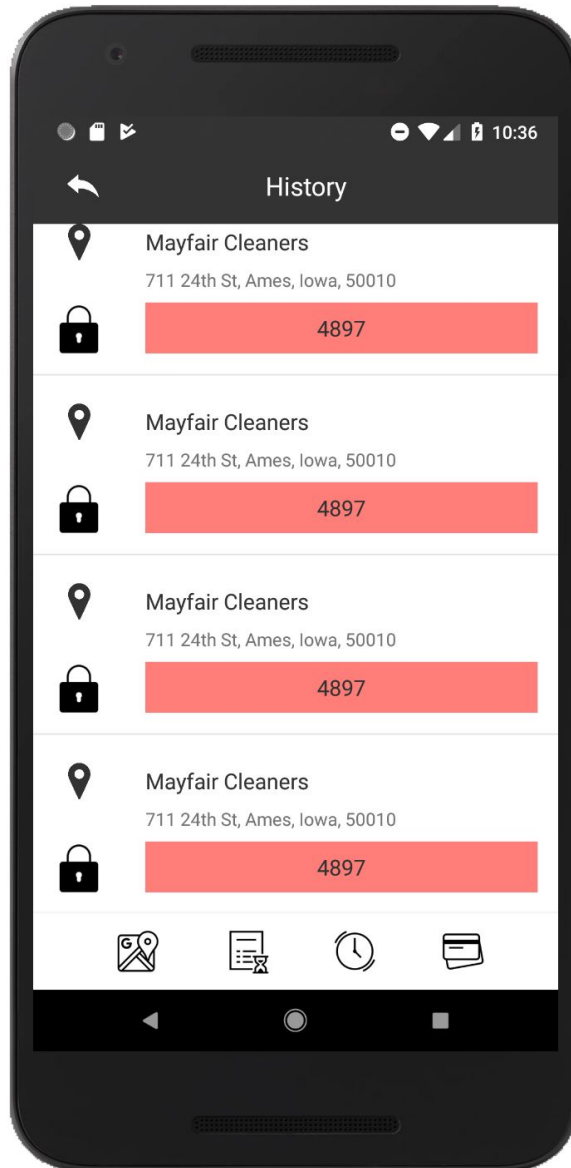 10:36
History
Mayfair Cleaners
711 24th St, Ames, Iowa, 50010
4897
Mayfair Cleaners
711 24th St, Ames, Iowa, 50010
4897
Mayfair Cleaners
711 24th St, Ames, Iowa, 50010
4897
Mayfair Cleaners
711 24th St, Ames, Iowa, 50010
4897
G